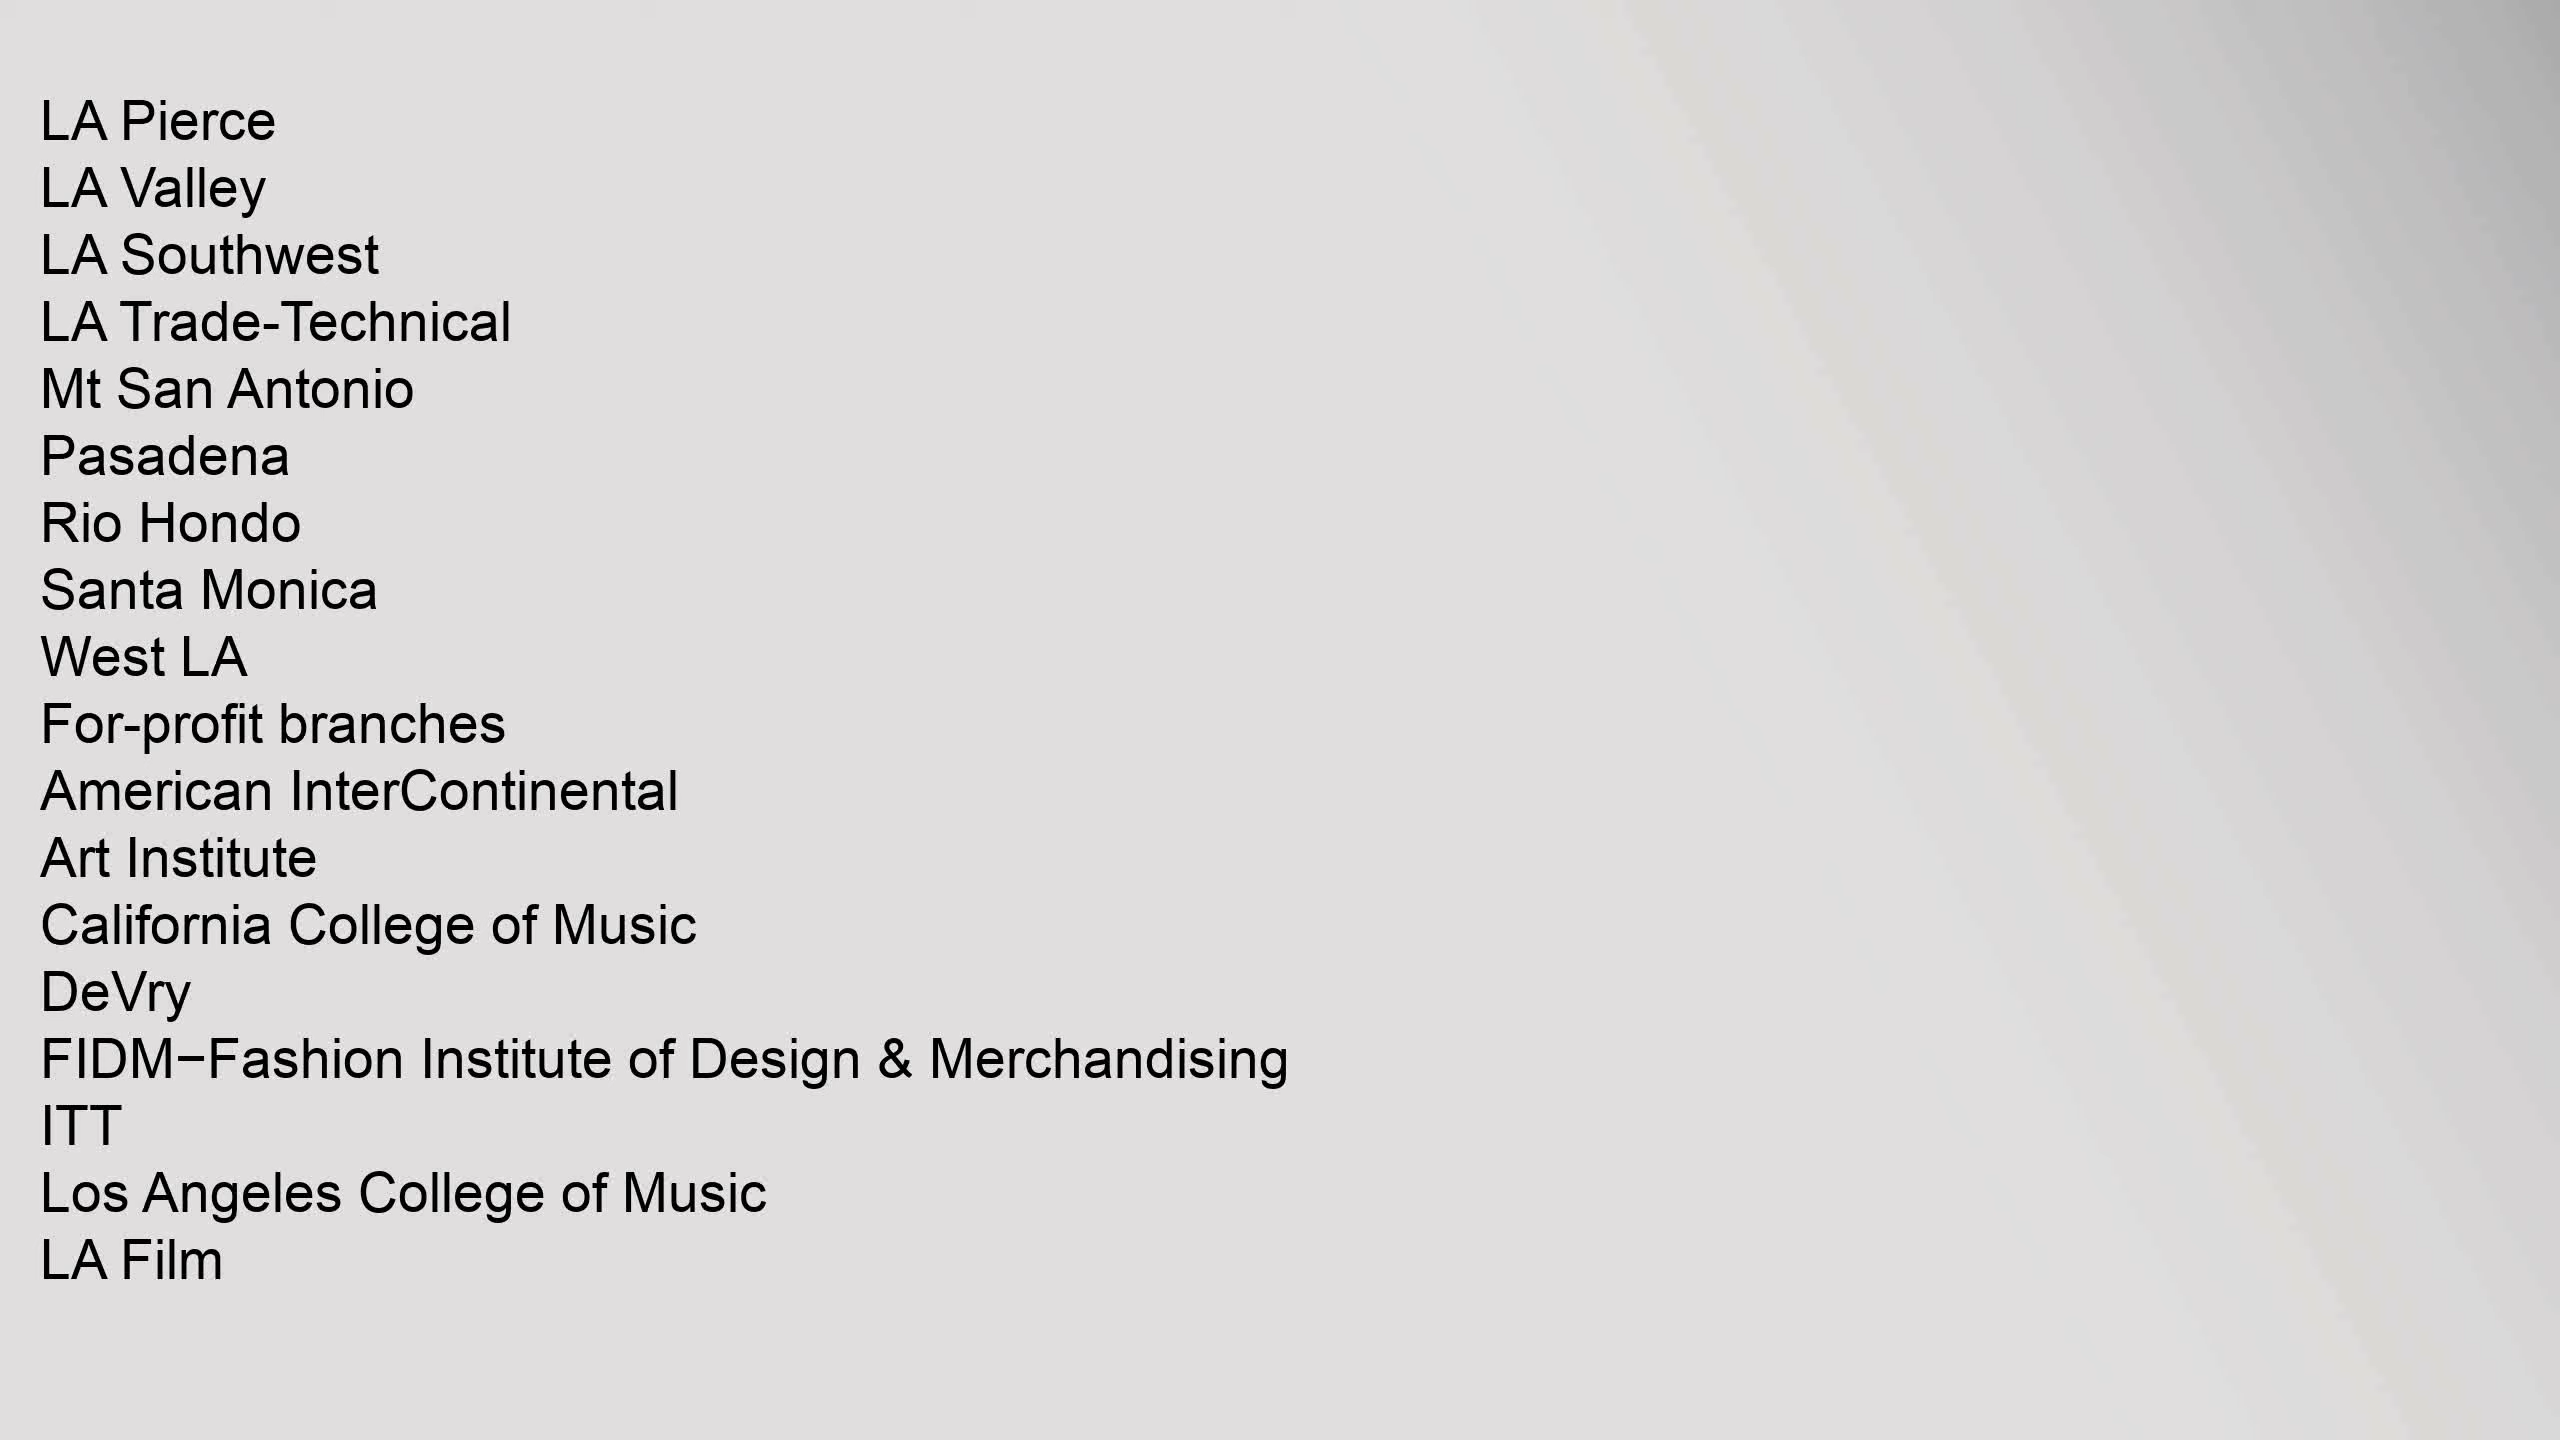 LA Pierce
LA Valley
LA Southwest
LA Trade-Technical
Mt San Antonio
Pasadena
Rio Hondo
Santa Monica
West LA
For-profit branches
American InterContinental
Art Institute
California College of Music
DeVry
FIDM−Fashion Institute of Design & Merchandising
ITT
Los Angeles College of Music
LA Film